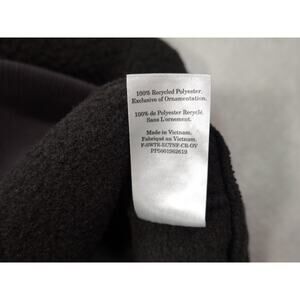 100% Recycled Polyester.
Exclusive of Ornamentation.
100% de Polyester Recyclé.
Sans L'ornement.
Made in Vietnam.
Fabriqué au Vietnam.